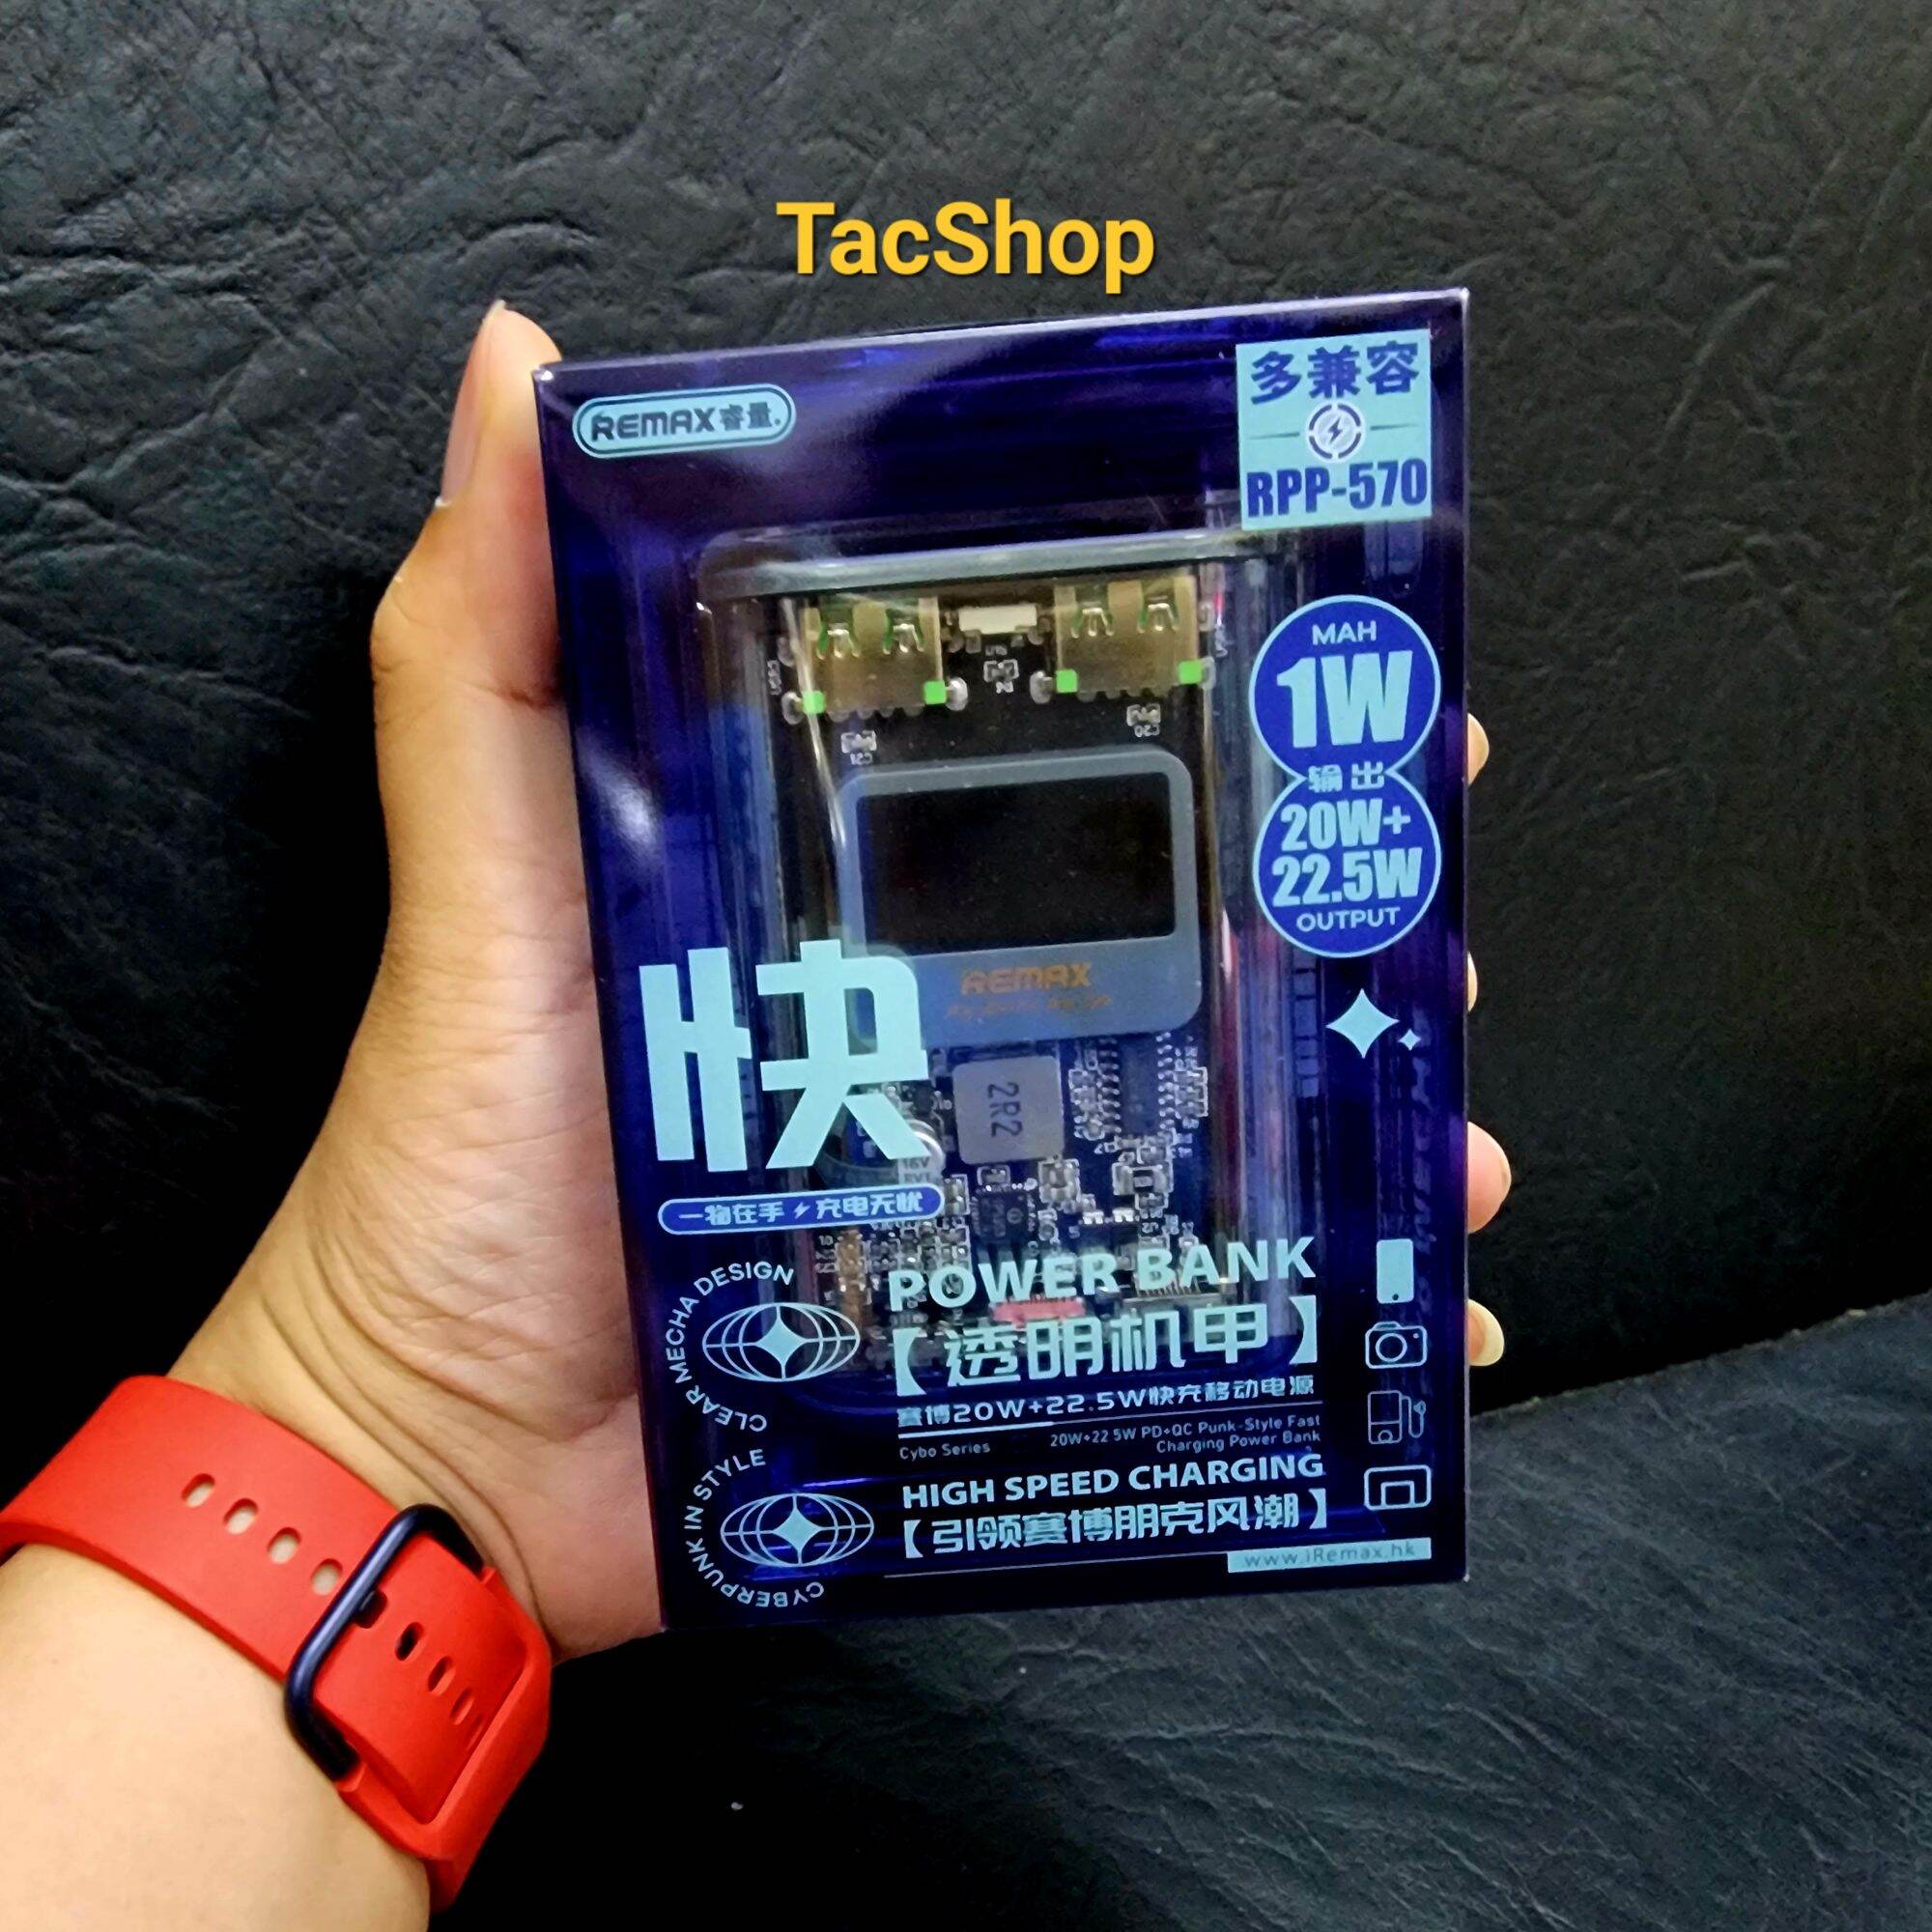 TacShop
REMAX睿量.
多兼容
RPP-570
MAH
1W
输出
20W+
22.5W
OUTPUT
REMAX
快
2R2
16V
RVT
一物在手⚡充电无忧
CLEAR MECHA DESIGN
POWER BANK
【透明机甲】
赛博20W+22.5W快充移动电源
Cybo Series
20W+22.5W PD+QC Punk-Style Fast
Charging Power Bank
CYBERPUNK IN STYLE
HIGH SPEED CHARGING
【引领赛博朋克风潮】
www.iRemax.hk